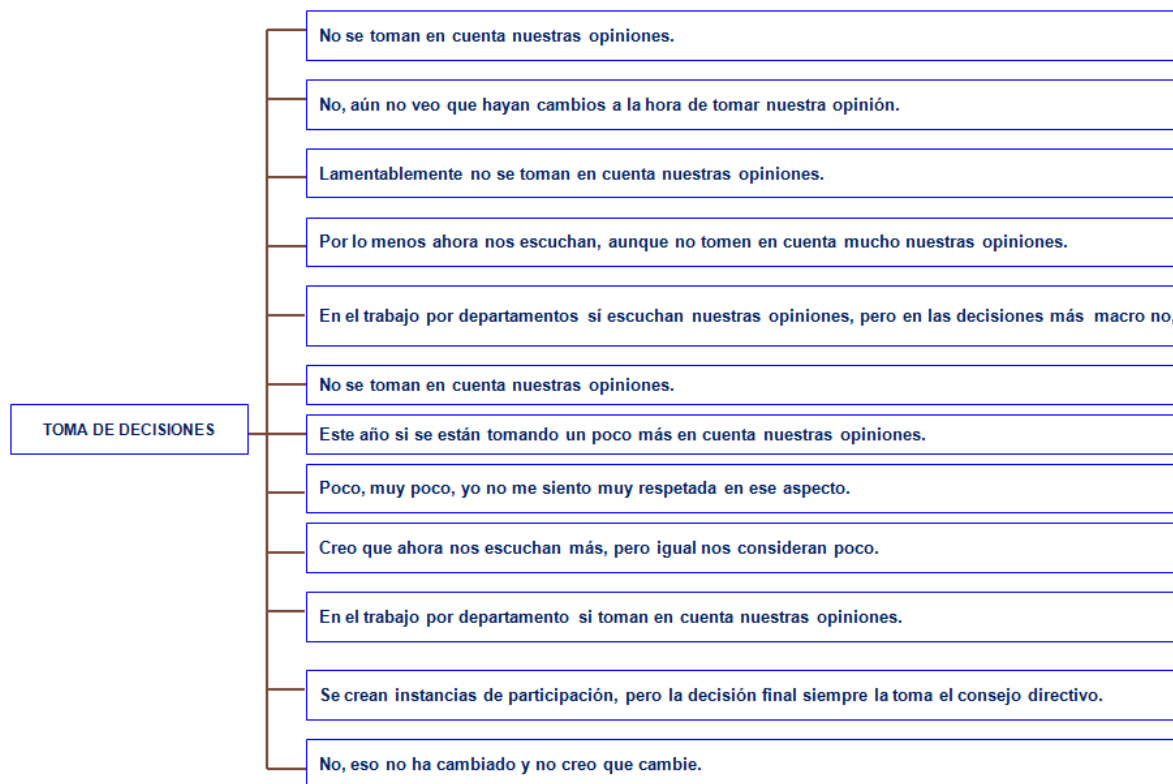 No se toman en cuenta nuestras opiniones.
No, aún no veo que hayan cambios a la hora de tomar nuestra opinión.
Lamentablemente no se toman en cuenta nuestras opiniones.
Por lo menos ahora nos escuchan, aunque no tomen en cuenta mucho nuestras opiniones.
En el trabajo por departamentos sí escuchan nuestras opiniones, pero en las decisiones más macro no,
No se toman en cuenta nuestras opiniones.
TOMA DE DECISIONES
Este año si se están tomando un poco más en cuenta nuestras opiniones.
Poco, muy poco, yo no me siento muy respetada en ese aspecto.
Creo que ahora nos escuchan más, pero igual nos consideran poco.
En el trabajo por departamento si toman en cuenta nuestras opiniones.
Se crean instancias de participación, pero la decisión final siempre la toma el consejo directivo.
No, eso no ha cambiado y no creo que cambie.